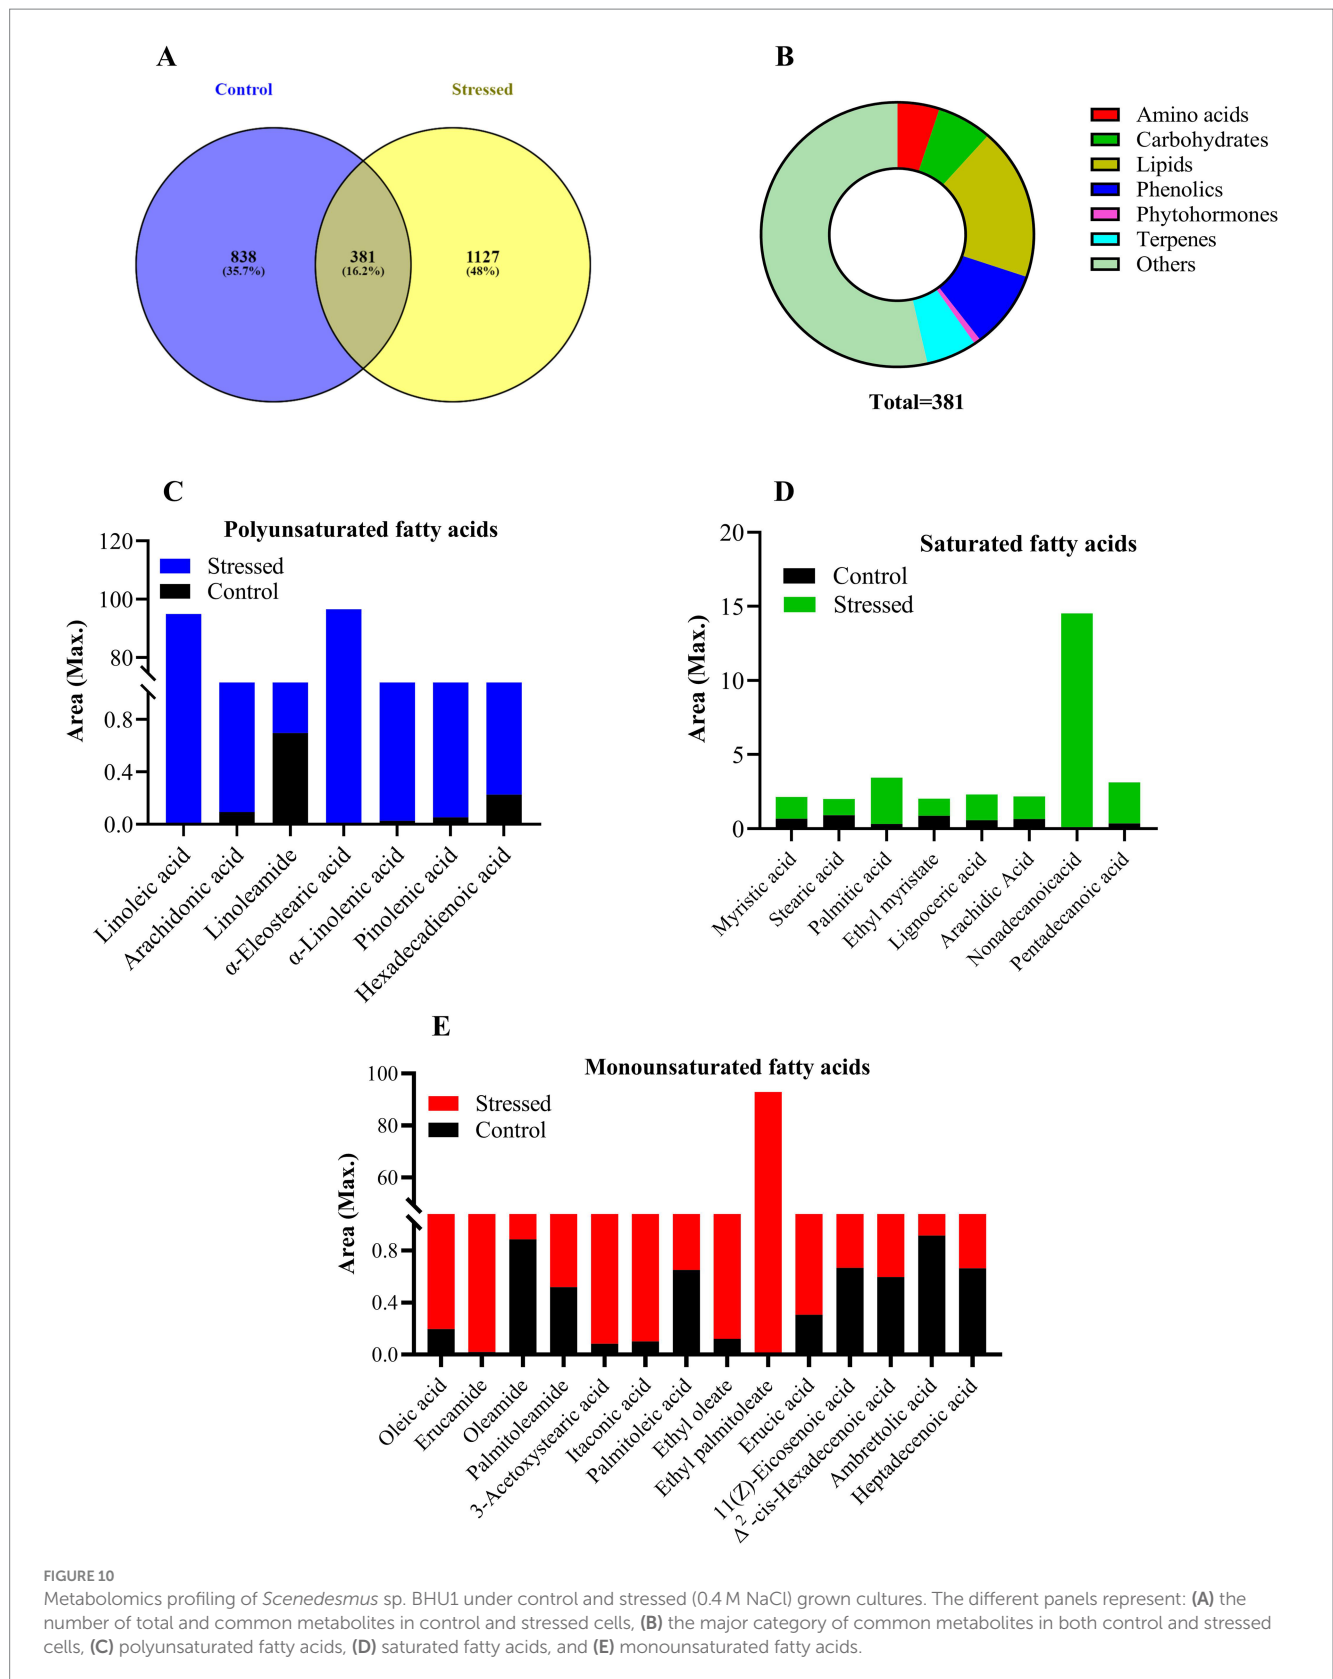 A
Control
Stressed
838
(35.7%)
381
(16.2%)
1127
(48%)
B
Amino acids
Carbohydrates
Lipids
Phenolics
Phytohormones
Terpenes
Others
Total=381
C
Polyunsaturated fatty acids
Stressed
Control
Area (Max.)
120
100
80
0.8
0.4
0.0
Linoleic acid
Arachidonic acid
Linoleamide
α-Eleostearic acid
α-Linolenic acid
Pinolenic acid
Hexadecadienoic acid
D
Saturated fatty acids
Control
Stressed
Area (Max.)
20
15
10
5
0
Myristic acid
Stearic acid
Palmitic acid
Ethyl myristate
Lignoceric acid
Arachidic Acid
Nonadecanoicacid
Pentadecanoic acid
E
Monounsaturated fatty acids
Stressed
Control
Area (Max.)
100
80
60
0.8
0.4
0.0
Oleic acid
Erucamide
Oleamide
Palmitoleamide
3-Acetoxystearic acid
Itaconic acid
Palmitoleic acid
Ethyl oleate
Ethyl palmitoleate
Erucic acid
11(Z)-Eicosenoic acid
Δ²-cis-Hexadecenoic acid
Ambrettolic acid
Heptadecenoic acid
FIGURE 10
Metabolomics profiling of Scenedesmus sp. BHU1 under control and stressed (0.4 M NaCl) grown cultures. The different panels represent: (A) the
number of total and common metabolites in control and stressed cells, (B) the major category of common metabolites in both control and stressed
cells, (C) polyunsaturated fatty acids, (D) saturated fatty acids, and (E) monounsaturated fatty acids.